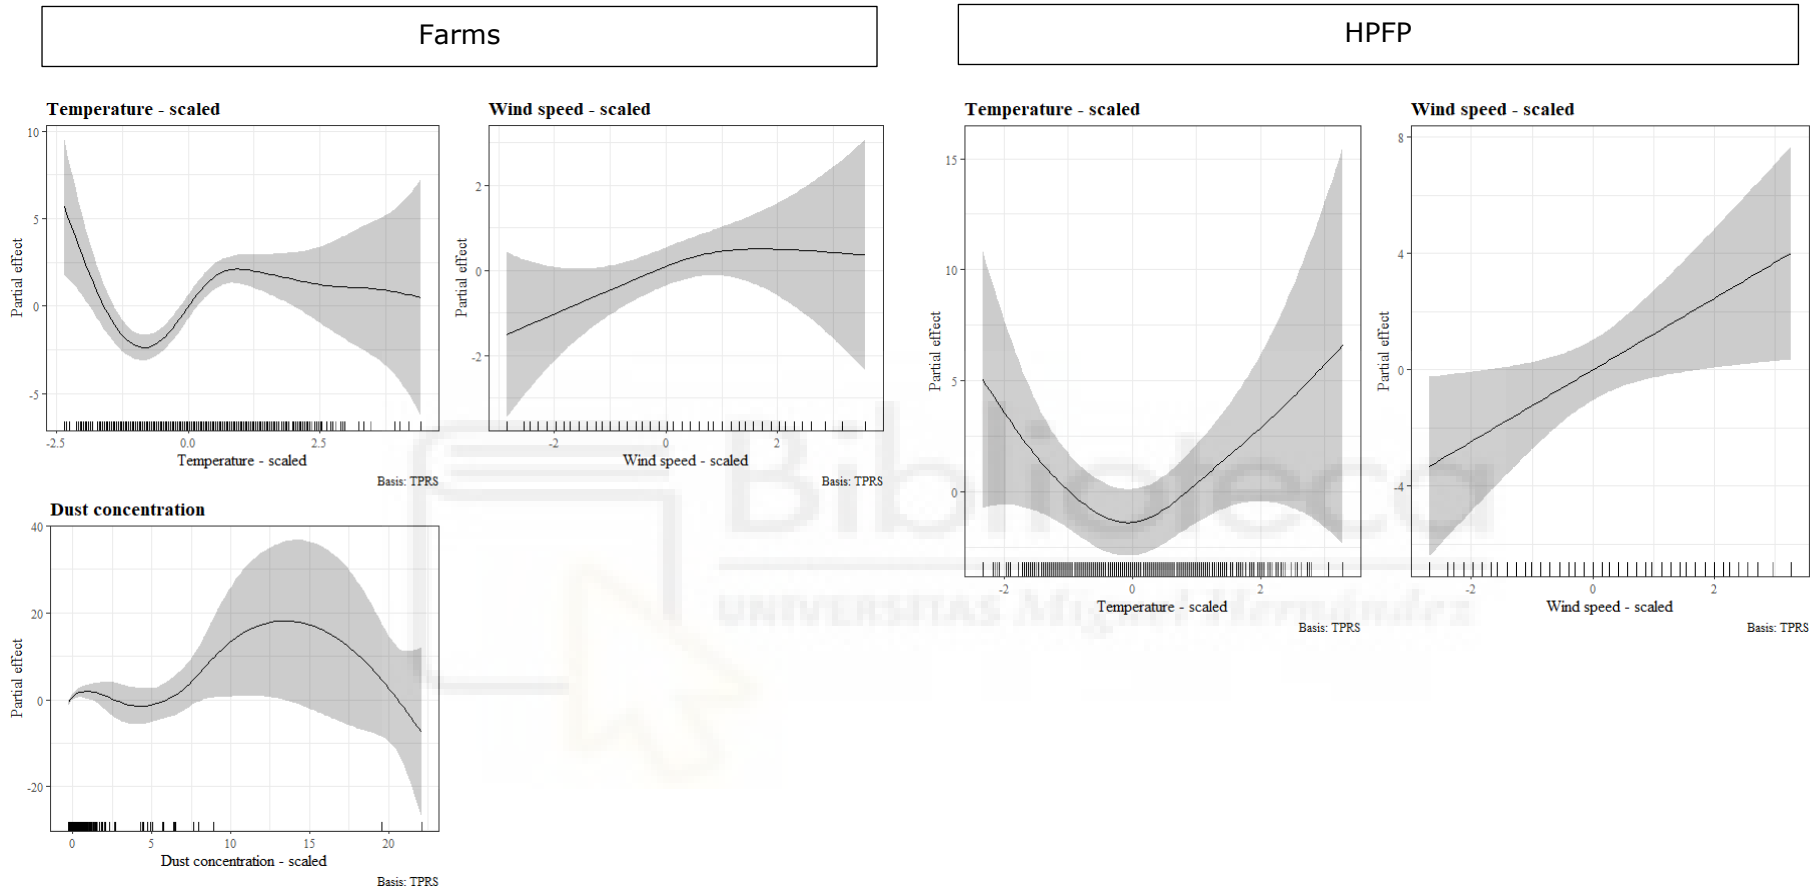 Farms
HPFP
Temperature - scaled
10
5
0
-5
Partial effect
-2.5
0.0
2.5
Temperature - scaled
Basis: TPRS
Wind speed - scaled
2
0
-2
Partial effect
-2
0
2
Wind speed - scaled
Basis: TPRS
Dust concentration
40
20
0
-20
Partial effect
0
5
10
15
20
Dust concentration - scaled
Basis: TPRS
Temperature - scaled
15
10
5
0
Partial effect
-2
0
2
Temperature - scaled
Basis: TPRS
Wind speed - scaled
8
4
0
-4
Partial effect
-2
0
2
Wind speed - scaled
Basis: TPRS
Biblioteca
UNIVERSITAS Miguel Hernández